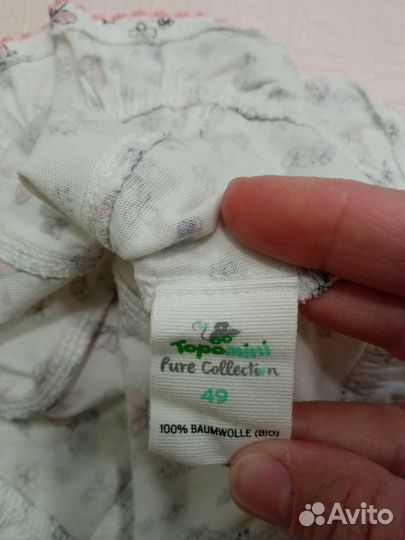 Topomini
Pure Collection
49
100% BAUMWOLLE (BIO)
Avito